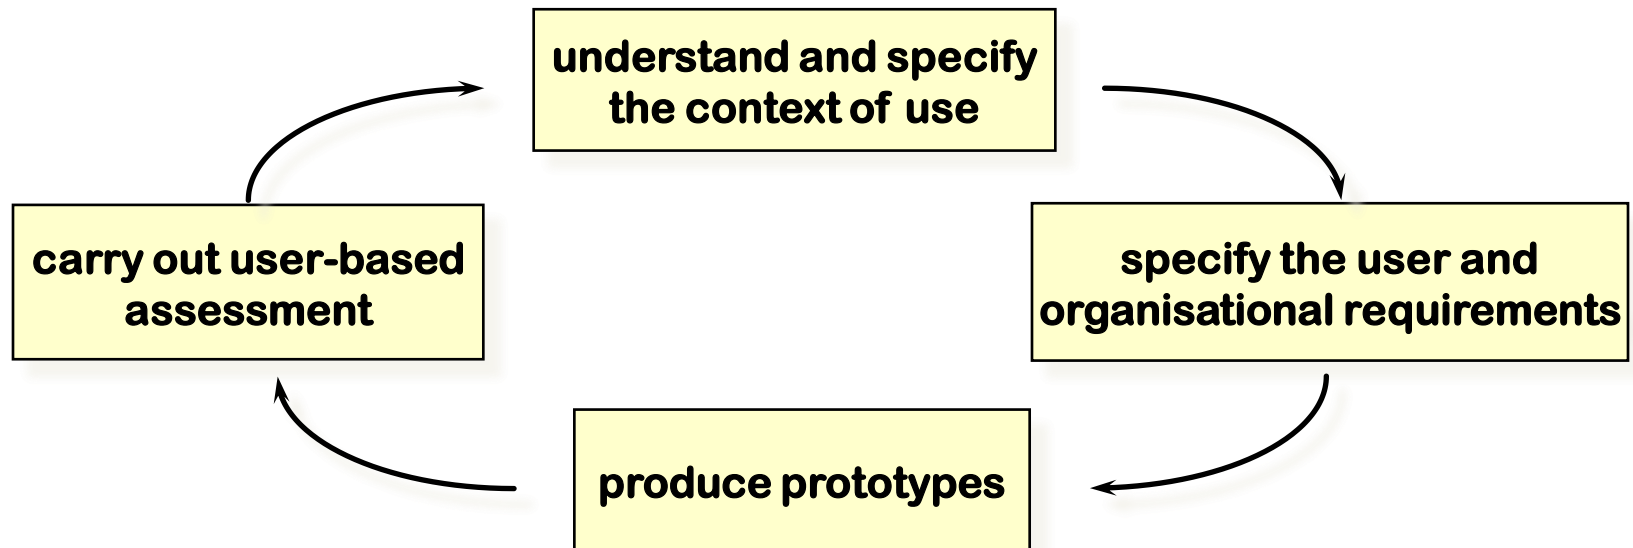 understand and specify
the context of use
carry out user-based
assessment
specify the user and
organisational requirements
produce prototypes